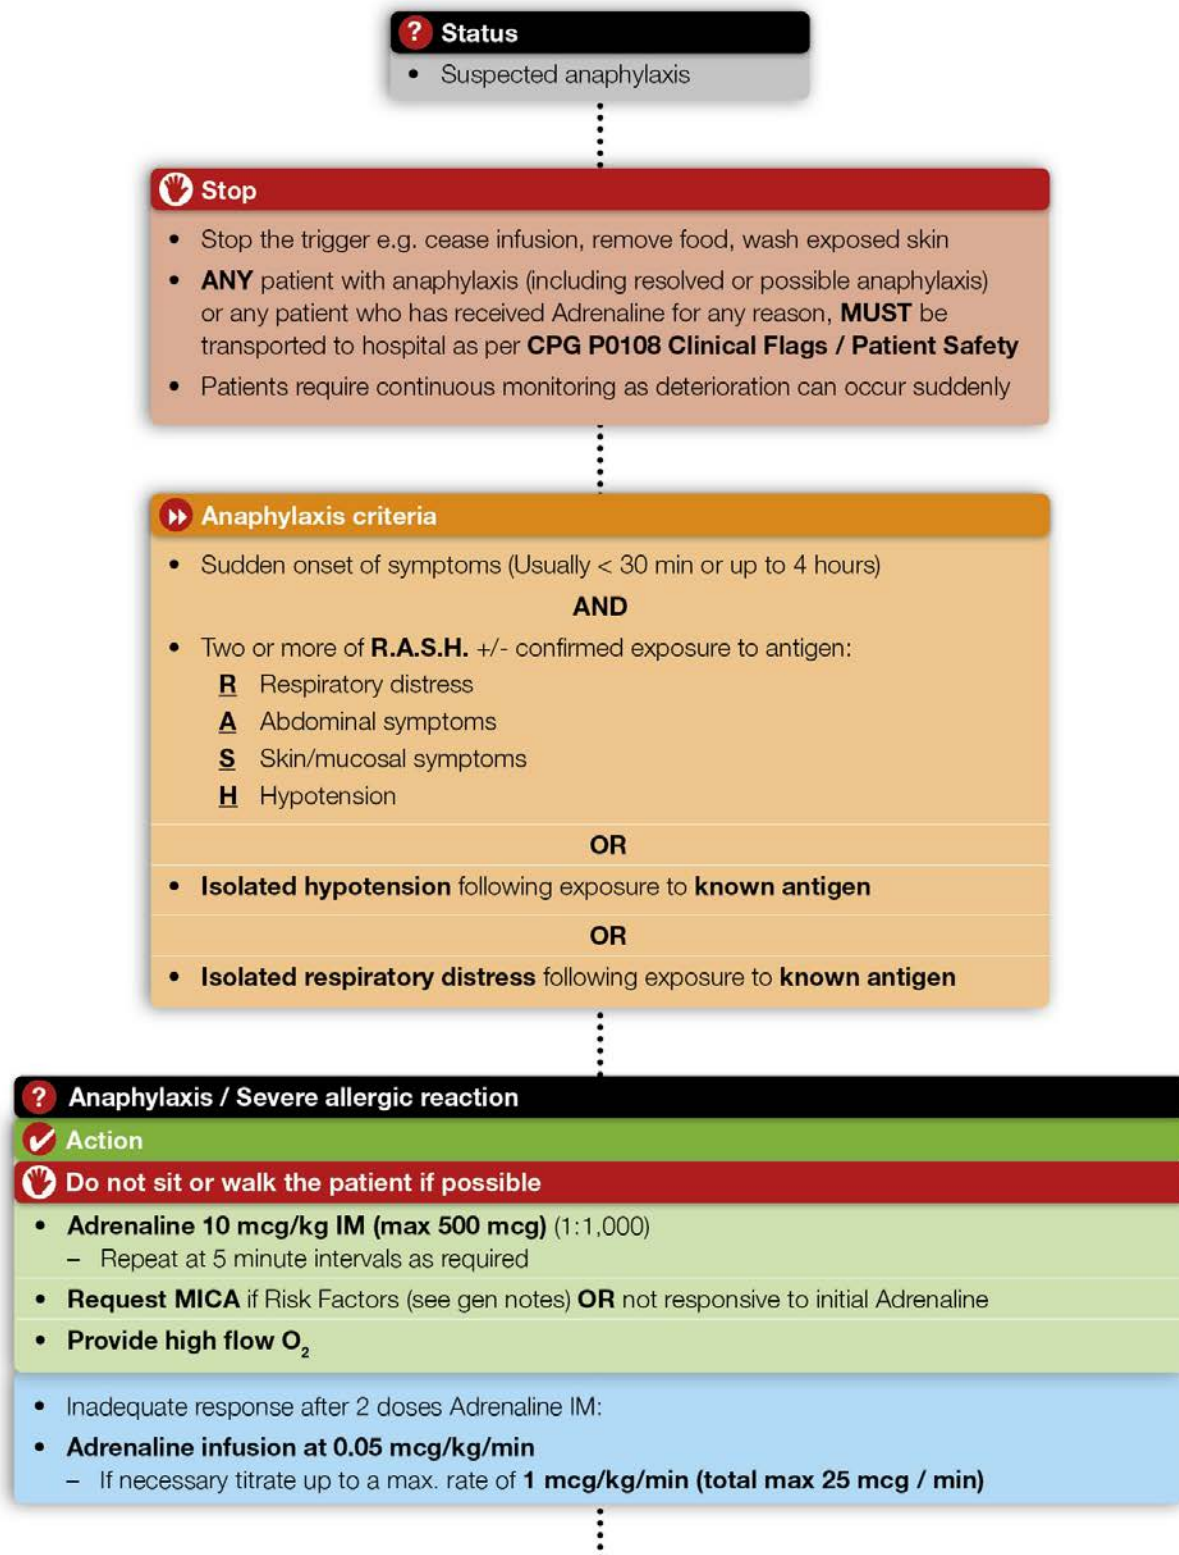 ? Status
• Suspected anaphylaxis
Stop
• Stop the trigger e.g. cease infusion, remove food, wash exposed skin
• ANY patient with anaphylaxis (including resolved or possible anaphylaxis)
or any patient who has received Adrenaline for any reason, MUST be
transported to hospital as per CPG P0108 Clinical Flags / Patient Safety
• Patients require continuous monitoring as deterioration can occur suddenly
Anaphylaxis criteria
• Sudden onset of symptoms (Usually < 30 min or up to 4 hours)
AND
• Two or more of R.A.S.H. +/- confirmed exposure to antigen:
R Respiratory distress
A Abdominal symptoms
S Skin/mucosal symptoms
H Hypotension
OR
• Isolated hypotension following exposure to known antigen
OR
• Isolated respiratory distress following exposure to known antigen
? Anaphylaxis / Severe allergic reaction
Action
Do not sit or walk the patient if possible
• Adrenaline 10 mcg/kg IM (max 500 mcg) (1:1,000)
– Repeat at 5 minute intervals as required
• Request MICA if Risk Factors (see gen notes) OR not responsive to initial Adrenaline
• Provide high flow O₂
• Inadequate response after 2 doses Adrenaline IM:
• Adrenaline infusion at 0.05 mcg/kg/min
– If necessary titrate up to a max. rate of 1 mcg/kg/min (total max 25 mcg / min)